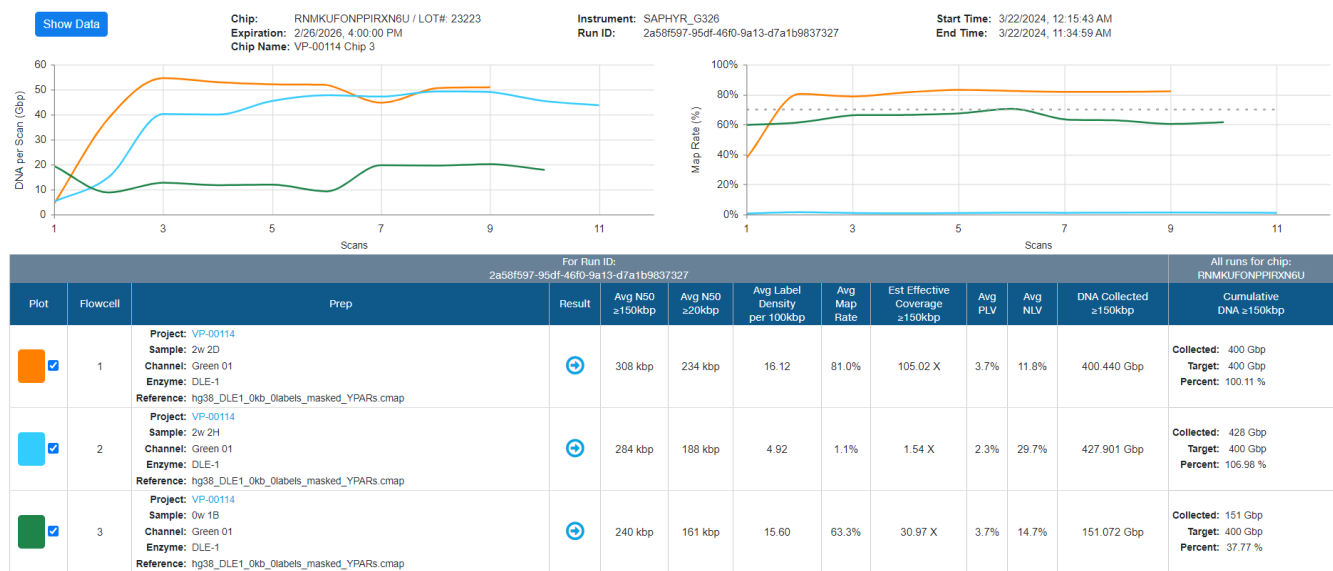 Show Data
Chip: RNMKUFONPPIRXN6U / LOT#: 23223
Expiration: 2/26/2026, 4:00:00 PM
Chip Name: VP-00114 Chip 3
Instrument: SAPHYR_G326
Run ID: 2a58f597-95df-46f0-9a13-d7a1b9837327
Start Time: 3/22/2024, 12:15:43 AM
End Time: 3/22/2024, 11:34:59 AM
DNA per Scan (Gbp)
60
50
40
30
20
10
0
1 3 5 7 9 11
Scans
Map Rate (%)
100%
80%
60%
40%
20%
0%
1 3 5 7 9 11
Scans
For Run ID:
2a58f597-95df-46f0-9a13-d7a1b9837327
All runs for chip:
RNMKUFONPPIRXN6U
Plot
Flowcell
Prep
Result
Avg N50
≥150kbp
Avg N50
≥20kbp
Avg Label
Density
per 100kbp
Avg
Map
Rate
Est Effective
Coverage
≥150kbp
Avg
PLV
Avg
NLV
DNA Collected
≥150kbp
Cumulative
DNA ≥150kbp
1
Project: VP-00114
Sample: 2w 2D
Channel: Green 01
Enzyme: DLE-1
Reference: hg38_DLE1_0kb_0labels_masked_YPARs.cmap
308 kbp
234 kbp
16.12
81.0%
105.02 X
3.7%
11.8%
400.440 Gbp
Collected: 400 Gbp
Target: 400 Gbp
Percent: 100.11 %
2
Project: VP-00114
Sample: 2w 2H
Channel: Green 01
Enzyme: DLE-1
Reference: hg38_DLE1_0kb_0labels_masked_YPARs.cmap
284 kbp
188 kbp
4.92
1.1%
1.54 X
2.3%
29.7%
427.901 Gbp
Collected: 428 Gbp
Target: 400 Gbp
Percent: 106.98 %
3
Project: VP-00114
Sample: 0w 1B
Channel: Green 01
Enzyme: DLE-1
Reference: hg38_DLE1_0kb_0labels_masked_YPARs.cmap
240 kbp
161 kbp
15.60
63.3%
30.97 X
3.7%
14.7%
151.072 Gbp
Collected: 151 Gbp
Target: 400 Gbp
Percent: 37.77 %